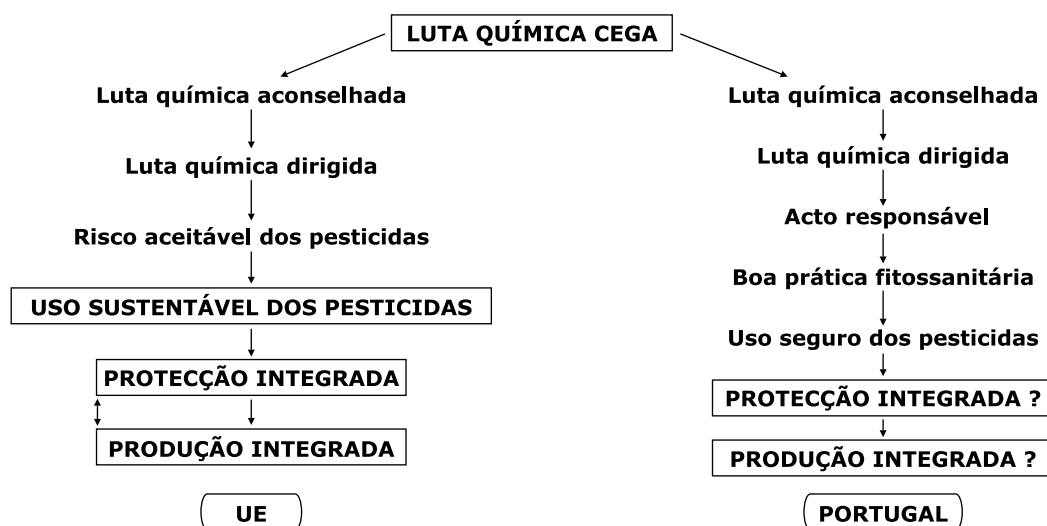 LUTA QUÍMICA CEGA
Luta química aconselhada
Luta química dirigida
Risco aceitável dos pesticidas
USO SUSTENTÁVEL DOS PESTICIDAS
PROTECÇÃO INTEGRADA
PRODUÇÃO INTEGRADA
UE
Luta química aconselhada
Luta química dirigida
Acto responsável
Boa prática fitossanitária
Uso seguro dos pesticidas
PROTECÇÃO INTEGRADA ?
PRODUÇÃO INTEGRADA ?
PORTUGAL